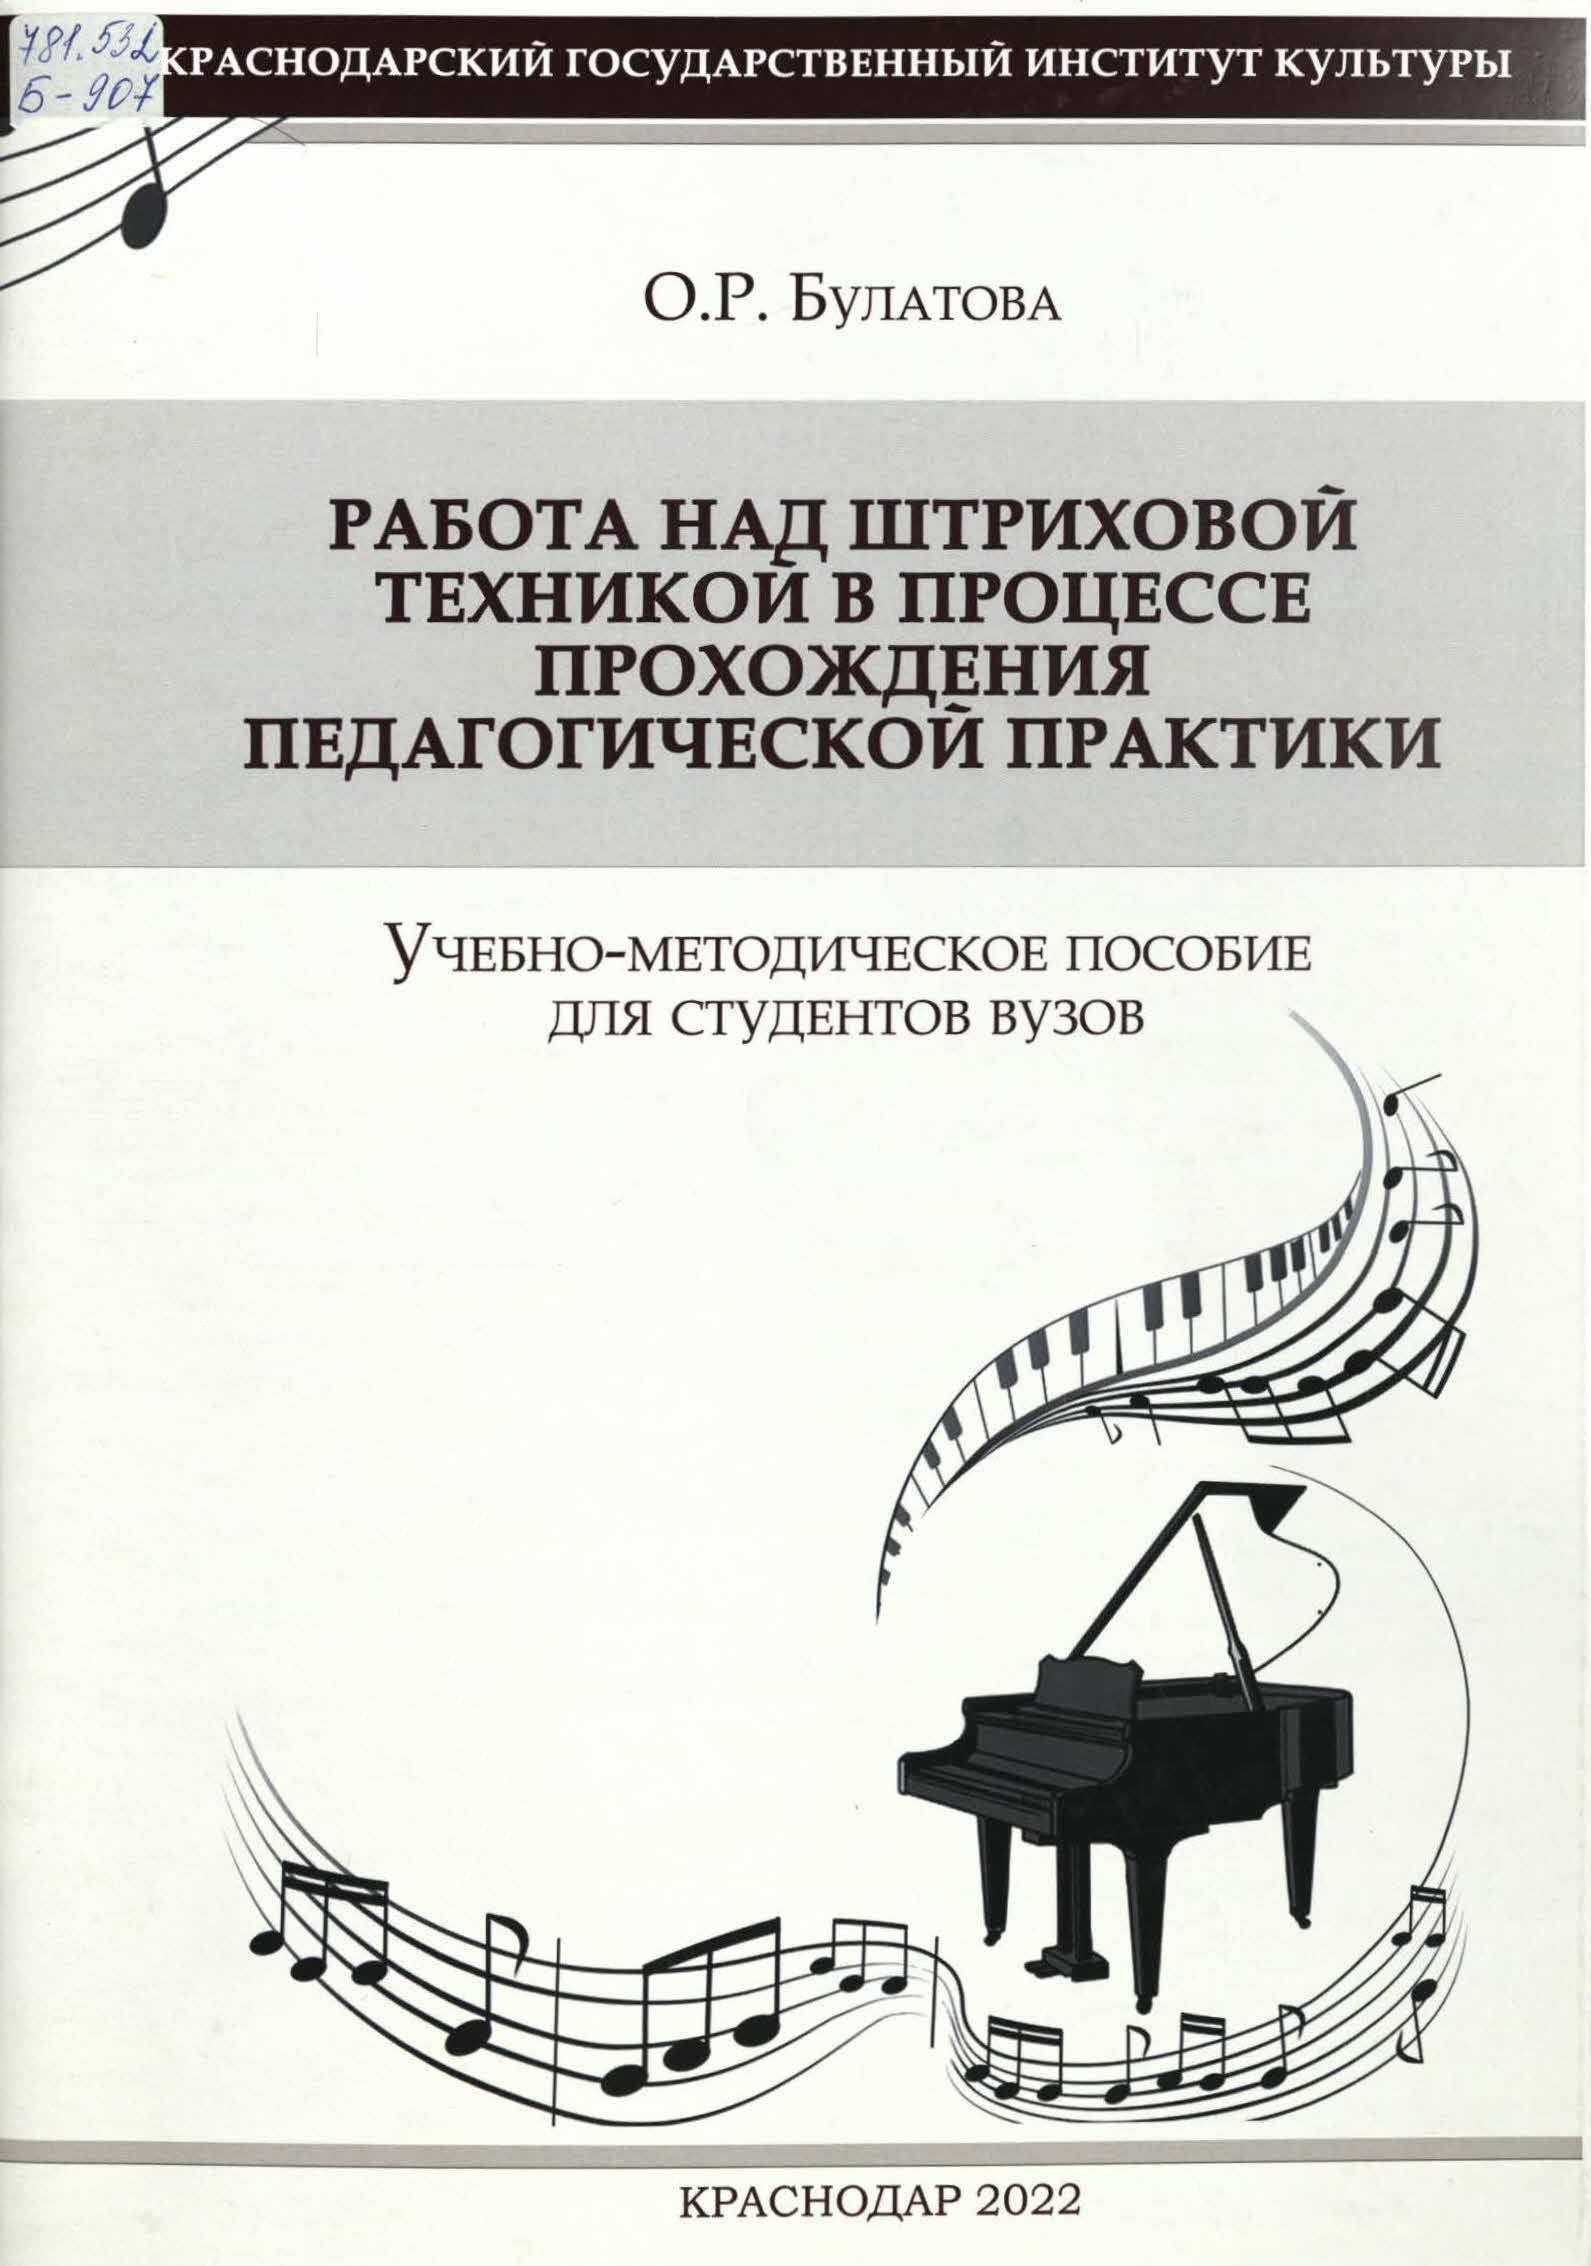 781.532
Б-907
КРАСНОДАРСКИЙ ГОСУДАРСТВЕННЫЙ ИНСТИТУТ КУЛЬТУРЫ
О.Р. Булатова
РАБОТА НАД ШТРИХОВОЙ
ТЕХНИКОЙ В ПРОЦЕССЕ
ПРОХОЖДЕНИЯ
ПЕДАГОГИЧЕСКОЙ ПРАКТИКИ
Учебно-методическое пособие
для студентов вузов
КРАСНОДАР 2022